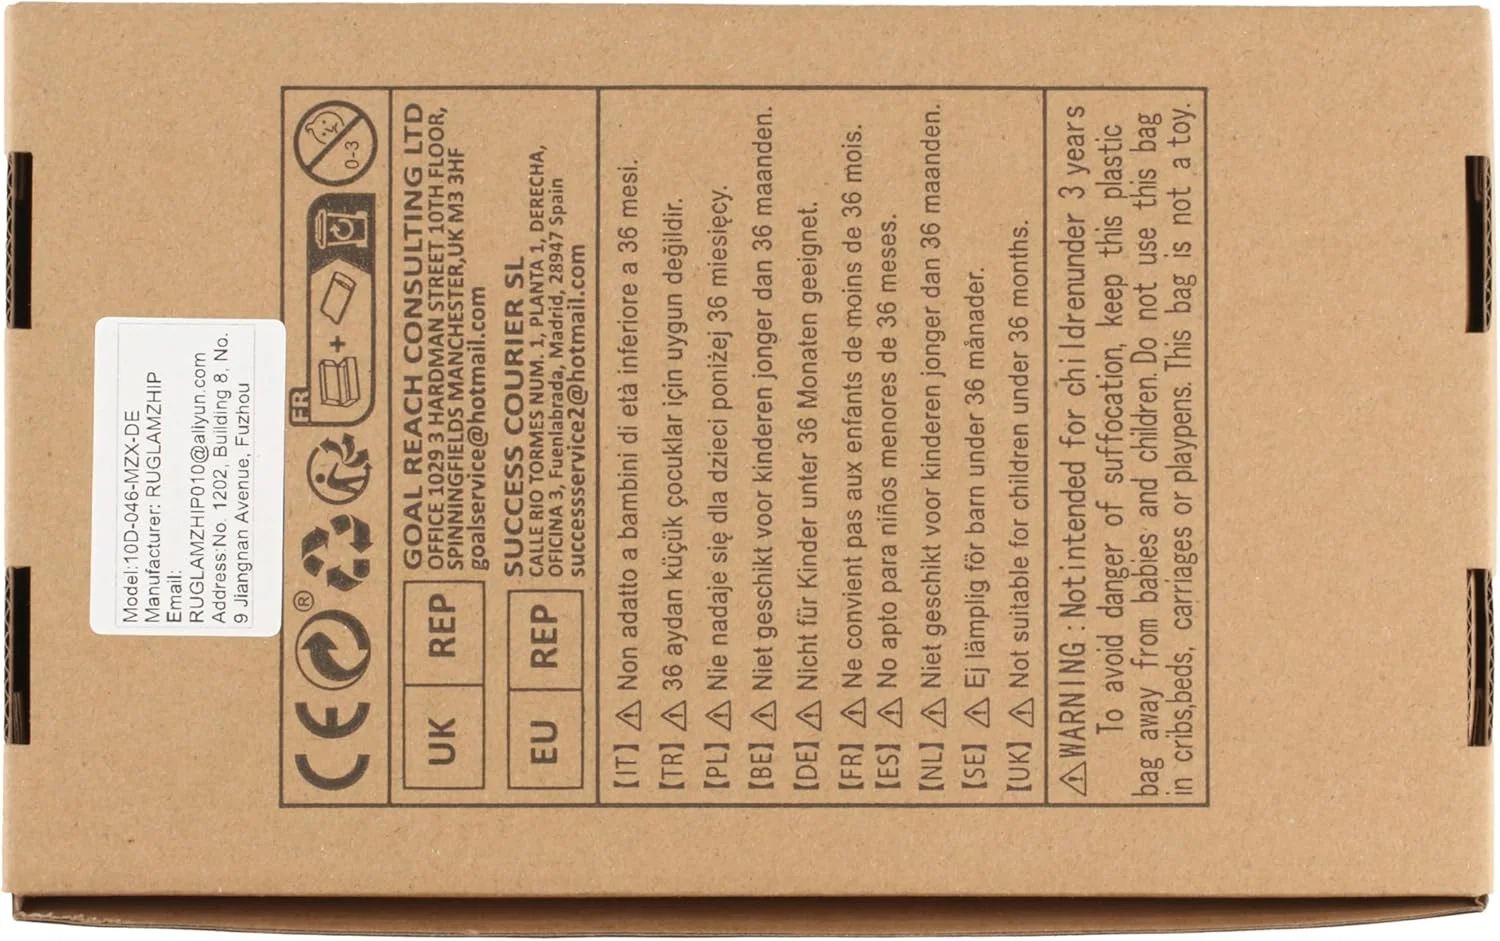 Model:10D-046-MZX-DE
Manufacturer: RUGLAMZHIP
Email:
RUGLAMZHIP010@aliyun.com
Address:No. 1202, Building 8, No.
9 Jiangnan Avenue, Fuzhou
CE
®
FR
+
0-3
UK REP
GOAL REACH CONSULTING LTD
OFFICE 1029 3 HARDMAN STREET 10TH FLOOR,
SPINNINGFIELDS MANCHESTER,UK M3 3HF
goalservice@hotmail.com
EU REP
SUCCESS COURIER SL
CALLE RIO TORMES NUM. 1, PLANTA 1, DERECHA,
OFICINA 3, Fuenlabrada, Madrid, 28947 Spain
successservice2@hotmail.com
【IT】⚠ Non adatto a bambini di età inferiore a 36 mesi.
【TR】⚠ 36 aydan küçük çocuklar için uygun değildir.
【PL】⚠ Nie nadaje się dla dzieci poniżej 36 miesięcy.
【BE】⚠ Niet geschikt voor kinderen jonger dan 36 maanden.
【DE】⚠ Nicht für Kinder unter 36 Monaten geeignet.
【FR】⚠ Ne convient pas aux enfants de moins de 36 mois.
【ES】⚠ No apto para niños menores de 36 meses.
【NL】⚠ Niet geschikt voor kinderen jonger dan 36 maanden.
【SE】⚠ Ej lämplig för barn under 36 månader.
【UK】⚠ Not suitable for children under 36 months.
⚠WARNING : Not intended for childrenunder 3 years
To avoid danger of suffocation, keep this plastic
bag away from babies and children. Do not use this bag
in cribs,beds, carriages or playpens. This bag is not a toy.